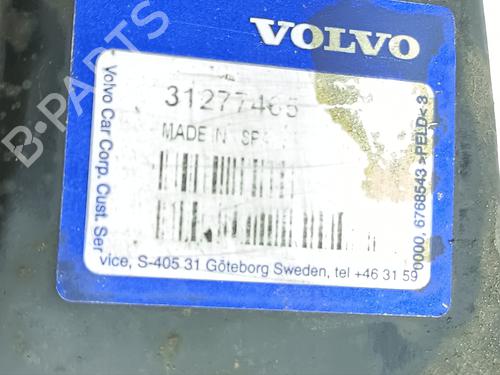 VOLVO
31277465
MADE IN
Volvo Car Corp. Cust. Ser
vice, S-405 31 Göteborg Sweden, tel +46 31 59
0000, 6768543 >PELD< 3
B-PARTS